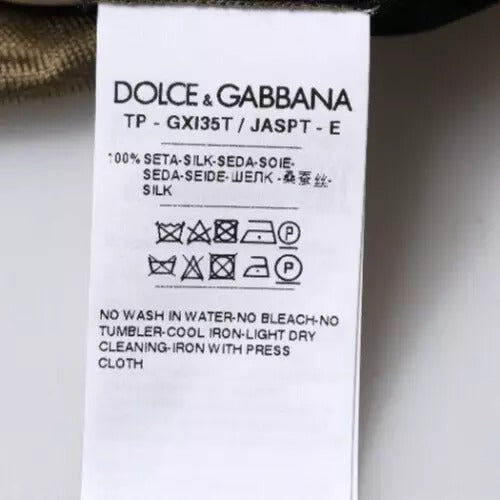 DOLCE & GABBANA
TP - GXI35T / JASPT - E
100% SETA-SILK-SEDA-SOIE-
SEDA-SEIDE-ШЕЛК -桑蚕丝-
SILK
P
P
NO WASH IN WATER-NO BLEACH-NO
TUMBLER-COOL IRON-LIGHT DRY
CLEANING-IRON WITH PRESS
CLOTH